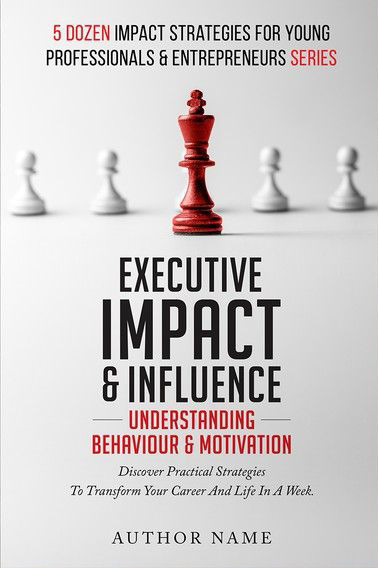 5 DOZEN IMPACT STRATEGIES FOR YOUNG
PROFESSIONALS & ENTREPRENEURS SERIES
EXECUTIVE
IMPACT
& INFLUENCE
UNDERSTANDING
BEHAVIOUR & MOTIVATION
Discover Practical Strategies
To Transform Your Career And Life In A Week.
AUTHOR NAME